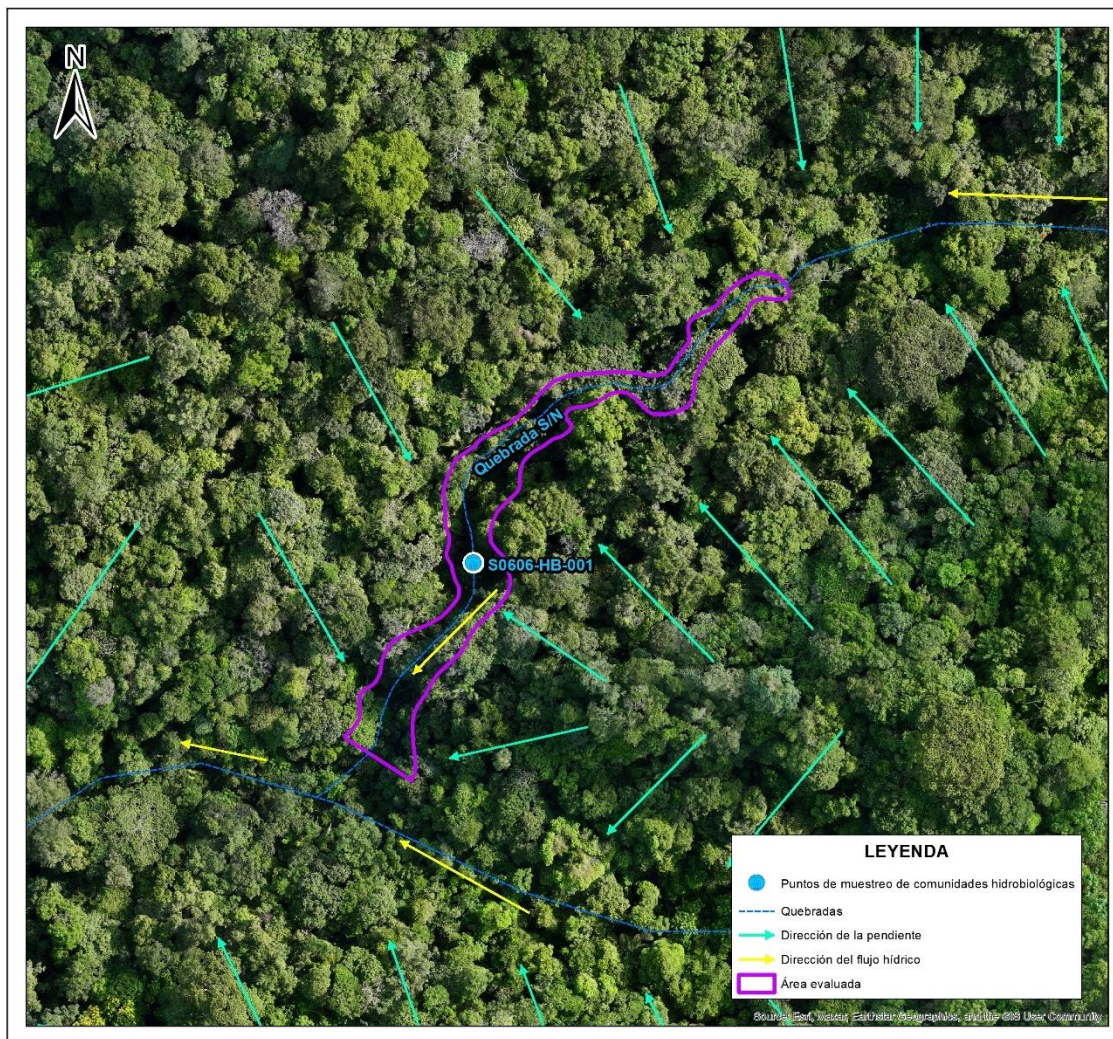 N
Quebrada S/N
S0606-HB-001
LEYENDA
Puntos de muestreo de comunidades hidrobiológicas
Quebradas
Dirección de la pendiente
Dirección del flujo hídrico
Área evaluada
Source: Esri, Maxar, Earthstar Geographics, and the GIS User Community